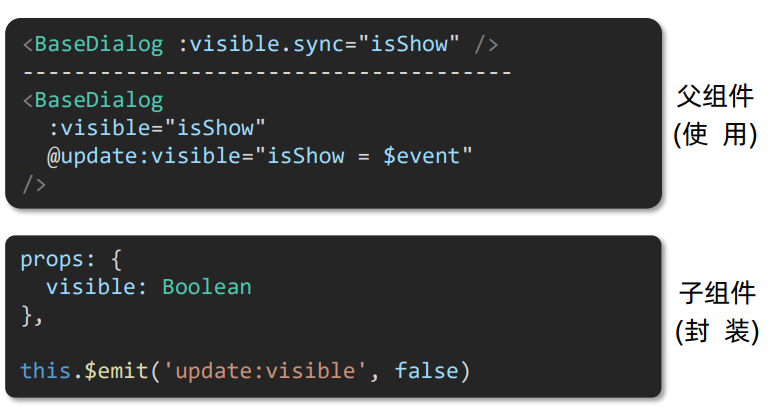 <BaseDialog :visible.sync="isShow" />
--------------------------------------
<BaseDialog
  :visible="isShow"
  @update:visible="isShow = $event"
/>
父组件
(使 用)
props: {
  visible: Boolean
},
this.$emit('update:visible', false)
子组件
(封 装)